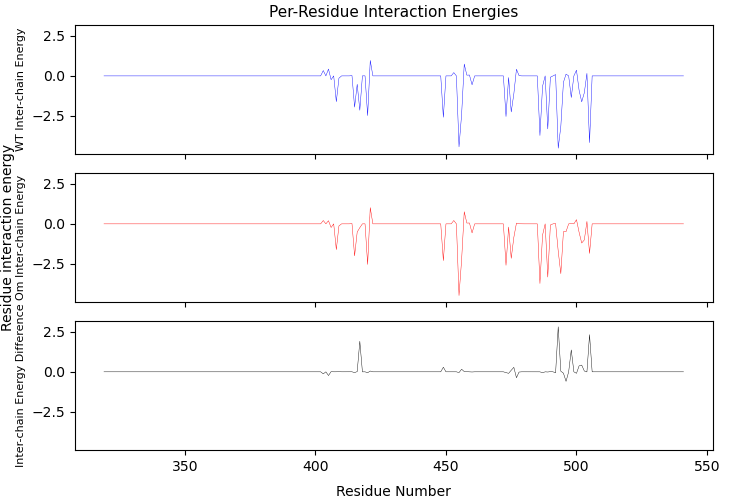 Per-Residue Interaction Energies
Residue interaction energy
WT Inter-chain Energy
2.5
0.0
−2.5
Om Inter-chain Energy
2.5
0.0
−2.5
Inter-chain Energy Difference
2.5
0.0
−2.5
350
400
450
500
550
Residue Number